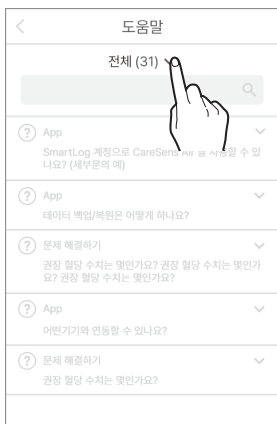 도움말
전체 (31)
App
SmartLog 계정으로 CareSens Air 를 사용할 수 있
나요? (세부문의 예)
App
데이터 백업/복원은 어떻게 하나요?
문제 해결하기
권장 혈당 수치는 몇인가요? 권장 혈당 수치는 몇인가
요? 권장 혈당 수치는 몇인가요?
App
어떤기기와 연동할 수 있나요?
문제 해결하기
권장 혈당 수치는 몇인가요?